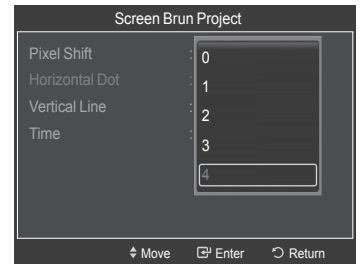 Screen Brun Project
Pixel Shift : 0
Horizontal Dot : 1
Vertical Line : 2
Time : 3
4
Move Enter Return